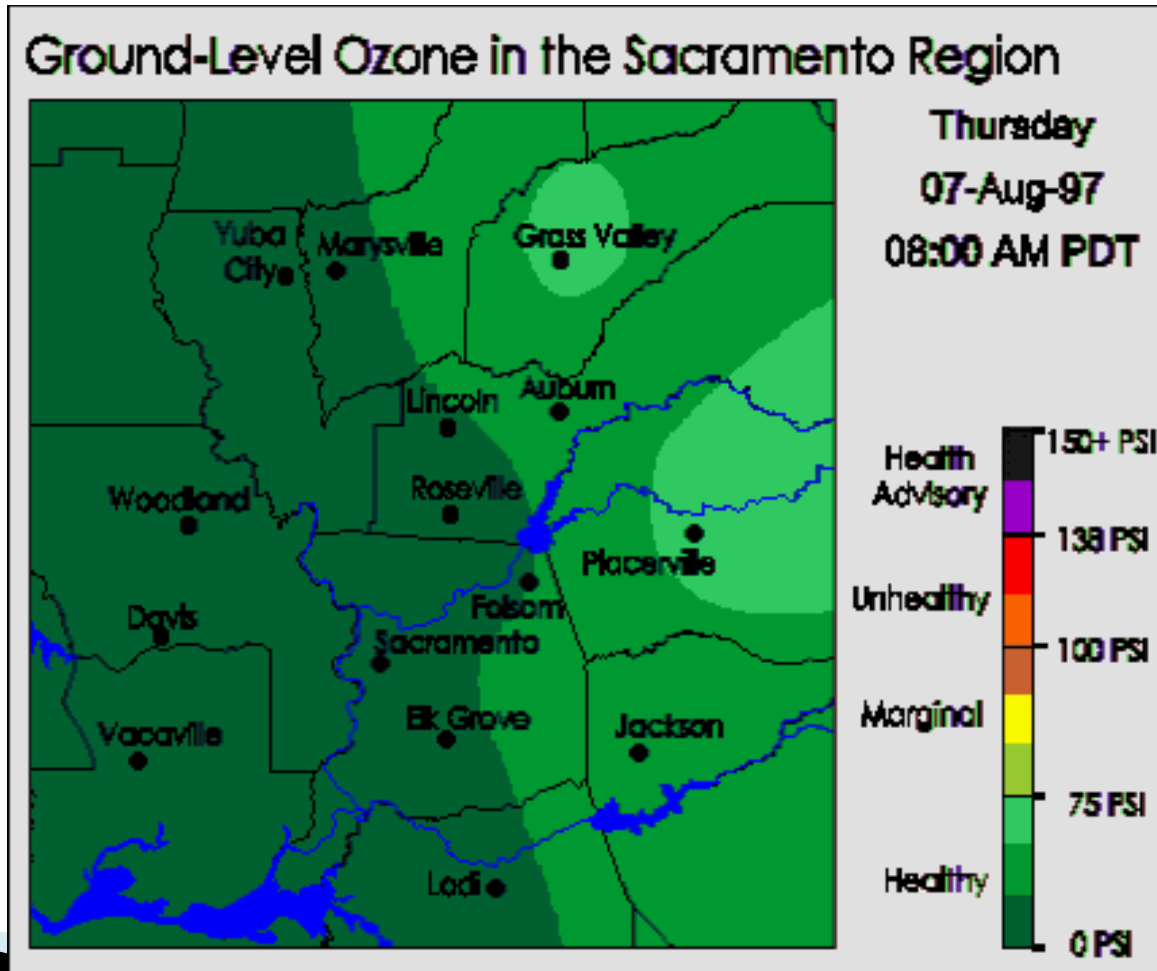 Ground-Level Ozone in the Sacramento Region
Thursday
07-Aug-97
08:00 AM PDT
Yuba
City
Marysville
Grass Valley
Lincoln
Auburn
Woodland
Roseville
Placerville
Folsom
Davis
Sacramento
Elk Grove
Jackson
Vacaville
Lodi
150+ PSI
Health
Advisory
138 PSI
Unhealthy
100 PSI
Marginal
75 PSI
Healthy
0 PSI